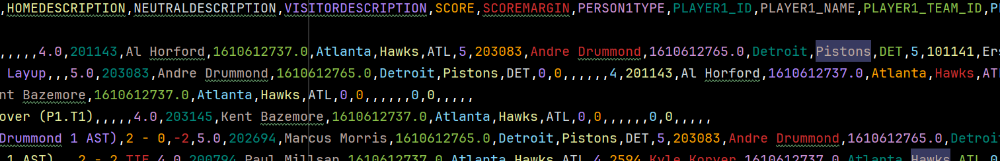 ,HOMEDESCRIPTION,NEUTRALDESCRIPTION,VISITORDESCRIPTION,SCORE,SCOREMARGIN,PERSON1TYPE,PLAYER1_ID,PLAYER1_NAME,PLAYER1_TEAM_ID,
,,,,,4.0,201143,Al Horford,1610612737.0,Atlanta,Hawks,ATL,5,203083,Andre Drummond,1610612765.0,Detroit,Pistons,DET,5,101141,
Layup,,,5.0,203083,Andre Drummond,1610612765.0,Detroit,Pistons,DET,0,0,,,,,,4,201143,Al Horford,1610612737.0,Atlanta,Hawks,
Bazemore,1610612737.0,Atlanta,Hawks,ATL,0,0,,,,,,0,0,,,,,
over (P1.T1),,,,,4.0,203145,Kent Bazemore,1610612737.0,Atlanta,Hawks,ATL,0,0,,,,,,0,0,,,,,
Drummond 1 AST),2 - 0,-2,5.0,202694,Marcus Morris,1610612765.0,Detroit,Pistons,DET,5,203083,Andre Drummond,1610612765.0,Detroit
1 AST), 2 - 2,TIE,4.0,200794,Paul Millsap,1610612737.0,Atlanta,Hawks,ATL,4,2594,Kyle Korver,1610612737.0,Atlanta,Hawks,ATL,0